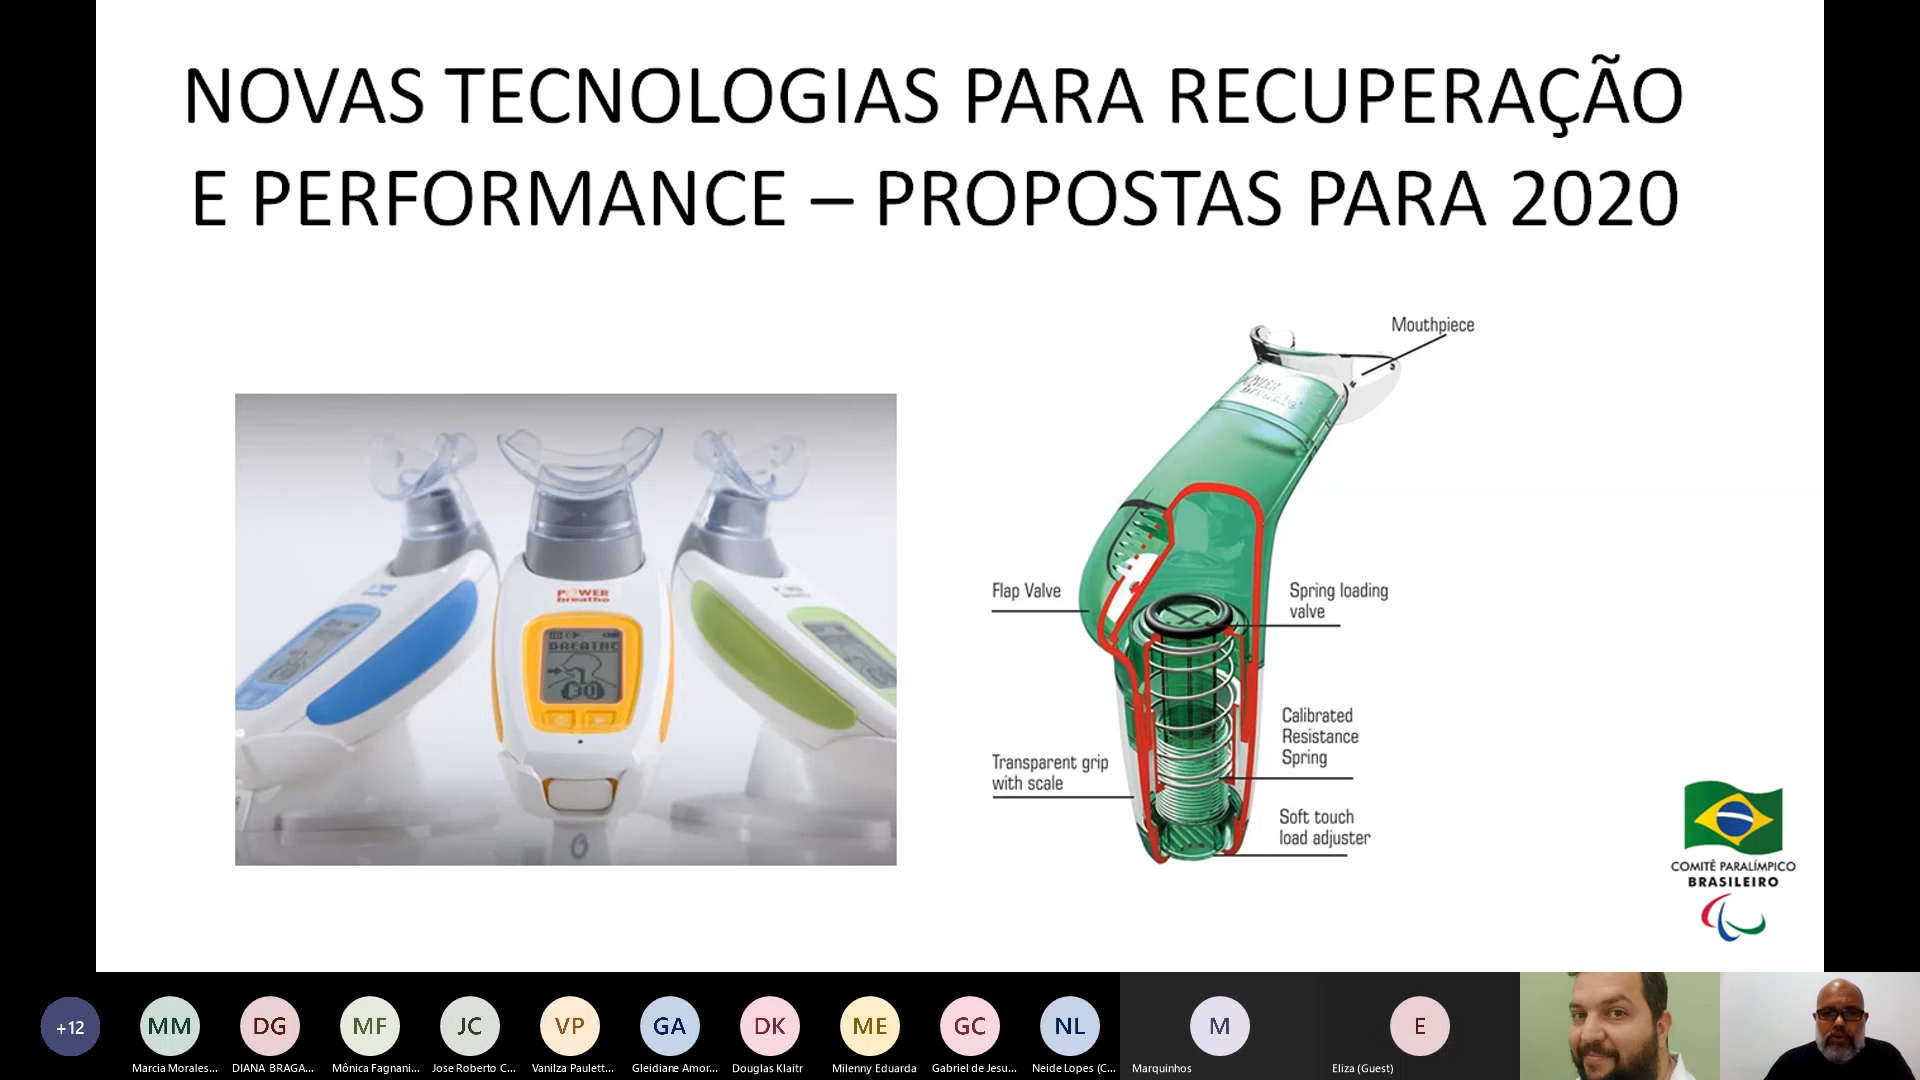 NOVAS TECNOLOGIAS PARA RECUPERAÇÃO
E PERFORMANCE – PROPOSTAS PARA 2020
Mouthpiece
POWER
breathe
Flap Valve
Spring loading
valve
POWER
breathe
BREATHE
30
Calibrated
Resistance
Spring
Transparent grip
with scale
Soft touch
load adjuster
COMITÊ PARALÍMPICO
BRASILEIRO
+12
MM
DG
MF
JC
VP
GA
DK
ME
GC
NL
M
E
Marcia Morales...
DIANA BRAGA...
Mônica Fagnani...
Jose Roberto C...
Vanilza Paulett...
Gleidiane Amor...
Douglas Klaitr
Milenny Eduarda
Gabriel de Jesu...
Neide Lopes (C...
Marquinhos
Eliza (Guest)